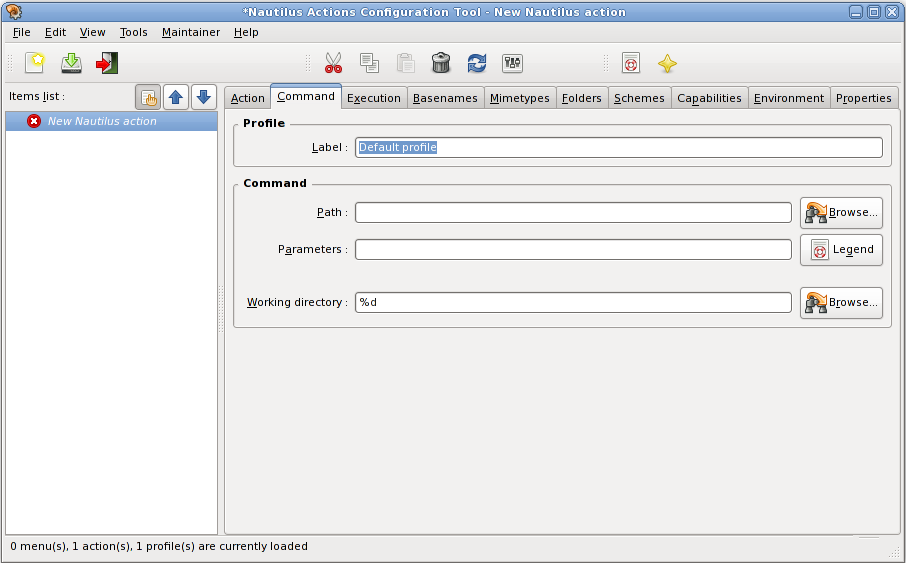 *Nautilus Actions Configuration Tool - New Nautilus action
File Edit View Tools Maintainer Help
Items list :
Action Command Execution Basenames Mimetypes Folders Schemes Capabilities Environment Properties
New Nautilus action
Profile
Label : Default profile
Command
Path : Browse...
Parameters : Legend
Working directory : %d Browse...
0 menu(s), 1 action(s), 1 profile(s) are currently loaded